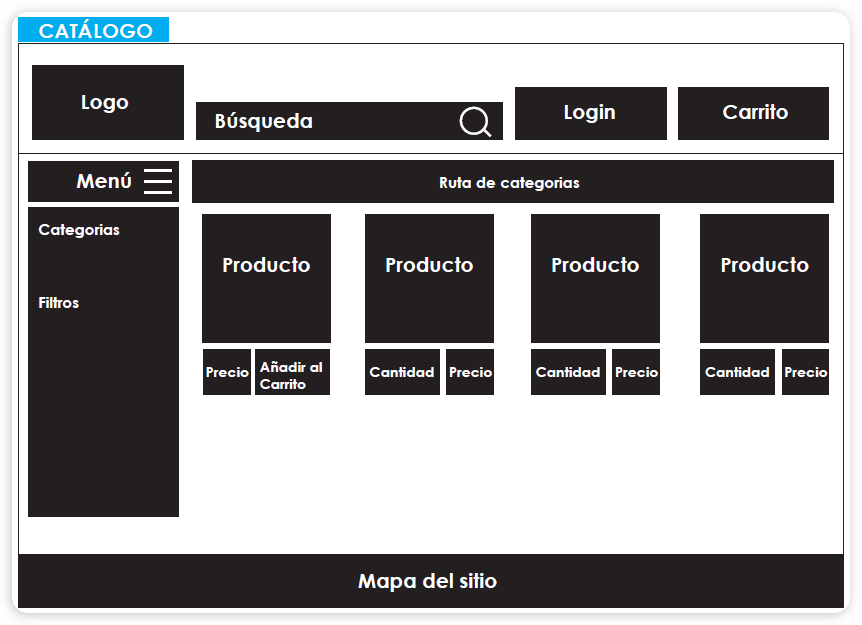 CATÁLOGO
Logo
Búsqueda
Login
Carrito
Menú
Ruta de categorias
Categorias
Filtros
Producto
Producto
Producto
Producto
Precio
Añadir al
Carrito
Cantidad
Precio
Cantidad
Precio
Cantidad
Precio
Mapa del sitio